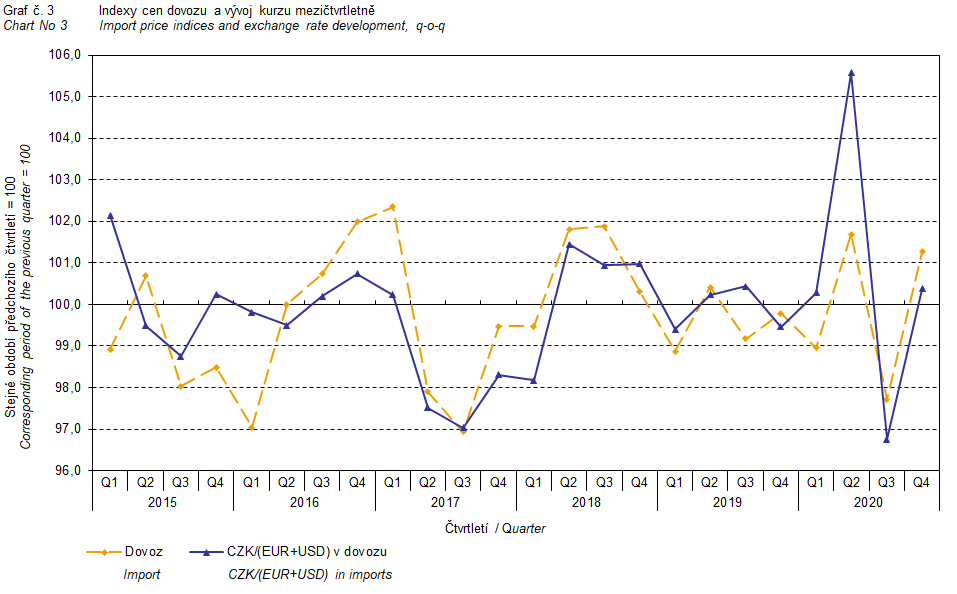 Graf č. 3 Indexy cen dovozu a vývoj kurzu mezičtvrtletně
Chart No 3 Import price indices and exchange rate development, q-o-q
Stejné období předchozího čtvrtletí = 100
Corresponding period of the previous quarter = 100
106,0
105,0
104,0
103,0
102,0
101,0
100,0
99,0
98,0
97,0
96,0
Q1 Q2 Q3 Q4 Q1 Q2 Q3 Q4 Q1 Q2 Q3 Q4 Q1 Q2 Q3 Q4 Q1 Q2 Q3 Q4 Q1 Q2 Q3 Q4
2015 2016 2017 2018 2019 2020
Čtvrtletí / Quarter
Dovoz CZK/(EUR+USD) v dovozu
Import CZK/(EUR+USD) in imports